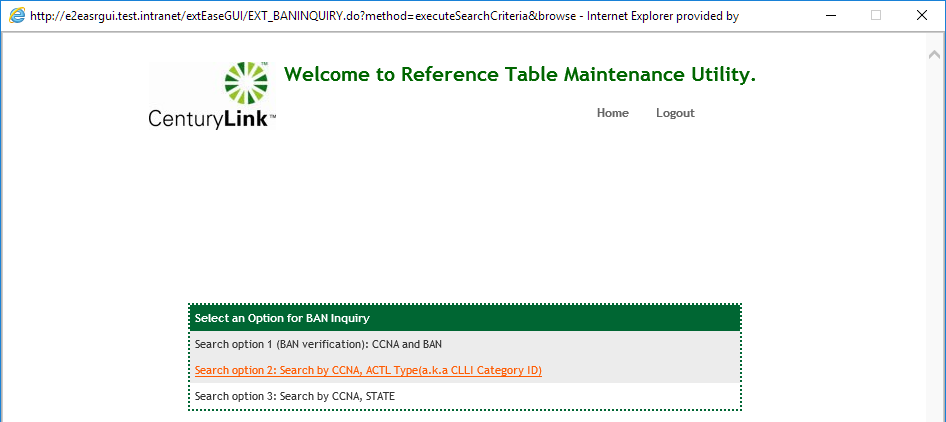 http://e2easrgui.test.intranet/extEaseGUI/EXT_BANINQUIRY.do?method=executeSearchCriteria&browse - Internet Explorer provided by
Welcome to Reference Table Maintenance Utility.
CenturyLink™
Home Logout
Select an Option for BAN Inquiry
Search option 1 (BAN verification): CCNA and BAN
Search option 2: Search by CCNA, ACTL Type(a.k.a CLLI Category ID)
Search option 3: Search by CCNA, STATE